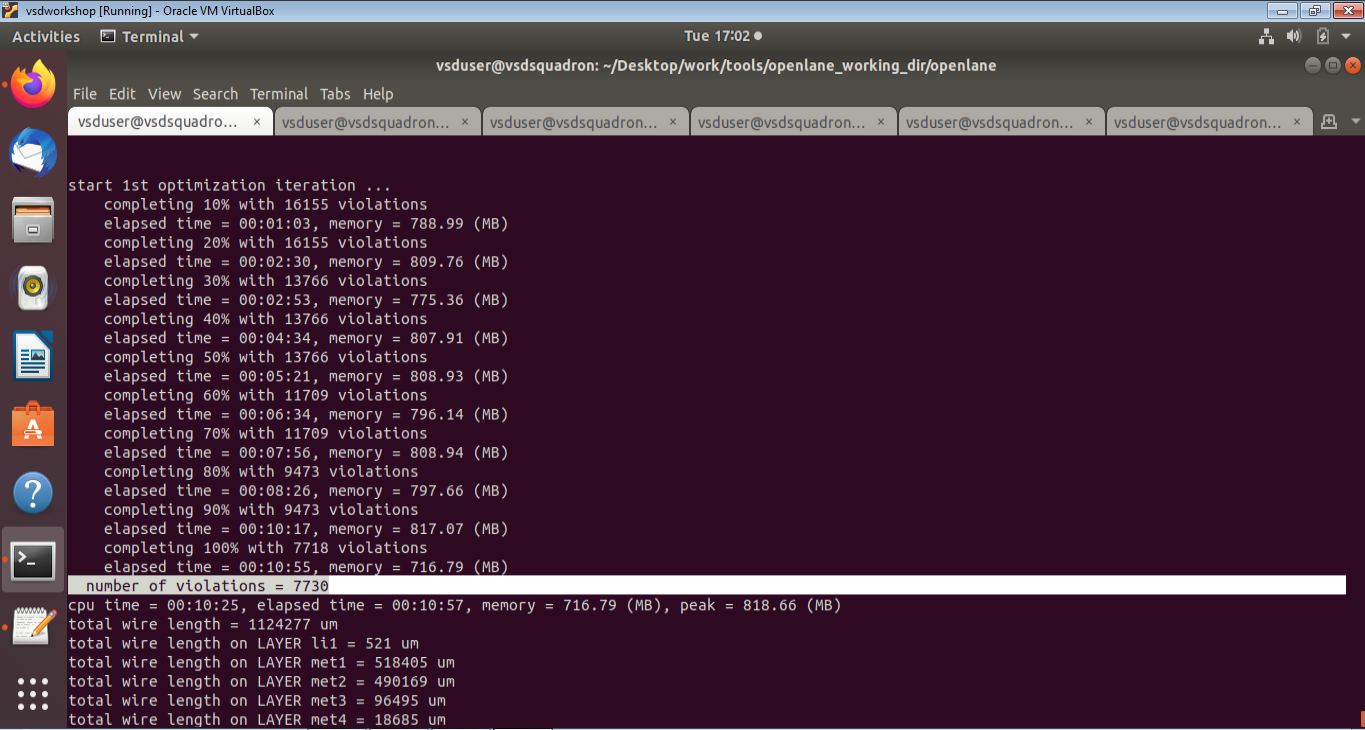 vsdworkshop [Running] - Oracle VM VirtualBox
Activities Terminal Tue 17:02
vsduser@vsdsquadron: ~/Desktop/work/tools/openlane_working_dir/openlane
File Edit View Search Terminal Tabs Help
vsduser@vsdsquadro... × vsduser@vsdsquadron... × vsduser@vsdsquadron... × vsduser@vsdsquadron... × vsduser@vsdsquadron... × vsduser@vsdsquadron... ×
start 1st optimization iteration ...
completing 10% with 16155 violations
elapsed time = 00:01:03, memory = 788.99 (MB)
completing 20% with 16155 violations
elapsed time = 00:02:30, memory = 809.76 (MB)
completing 30% with 13766 violations
elapsed time = 00:02:53, memory = 775.36 (MB)
completing 40% with 13766 violations
elapsed time = 00:04:34, memory = 807.91 (MB)
completing 50% with 13766 violations
elapsed time = 00:05:21, memory = 808.93 (MB)
completing 60% with 11709 violations
elapsed time = 00:06:34, memory = 796.14 (MB)
completing 70% with 11709 violations
elapsed time = 00:07:56, memory = 808.94 (MB)
completing 80% with 9473 violations
elapsed time = 00:08:26, memory = 797.66 (MB)
completing 90% with 9473 violations
elapsed time = 00:10:17, memory = 817.07 (MB)
completing 100% with 7718 violations
elapsed time = 00:10:55, memory = 716.79 (MB)
number of violations = 7730
cpu time = 00:10:25, elapsed time = 00:10:57, memory = 716.79 (MB), peak = 818.66 (MB)
total wire length = 1124277 um
total wire length on LAYER li1 = 521 um
total wire length on LAYER met1 = 518405 um
total wire length on LAYER met2 = 490169 um
total wire length on LAYER met3 = 96495 um
total wire length on LAYER met4 = 18685 um